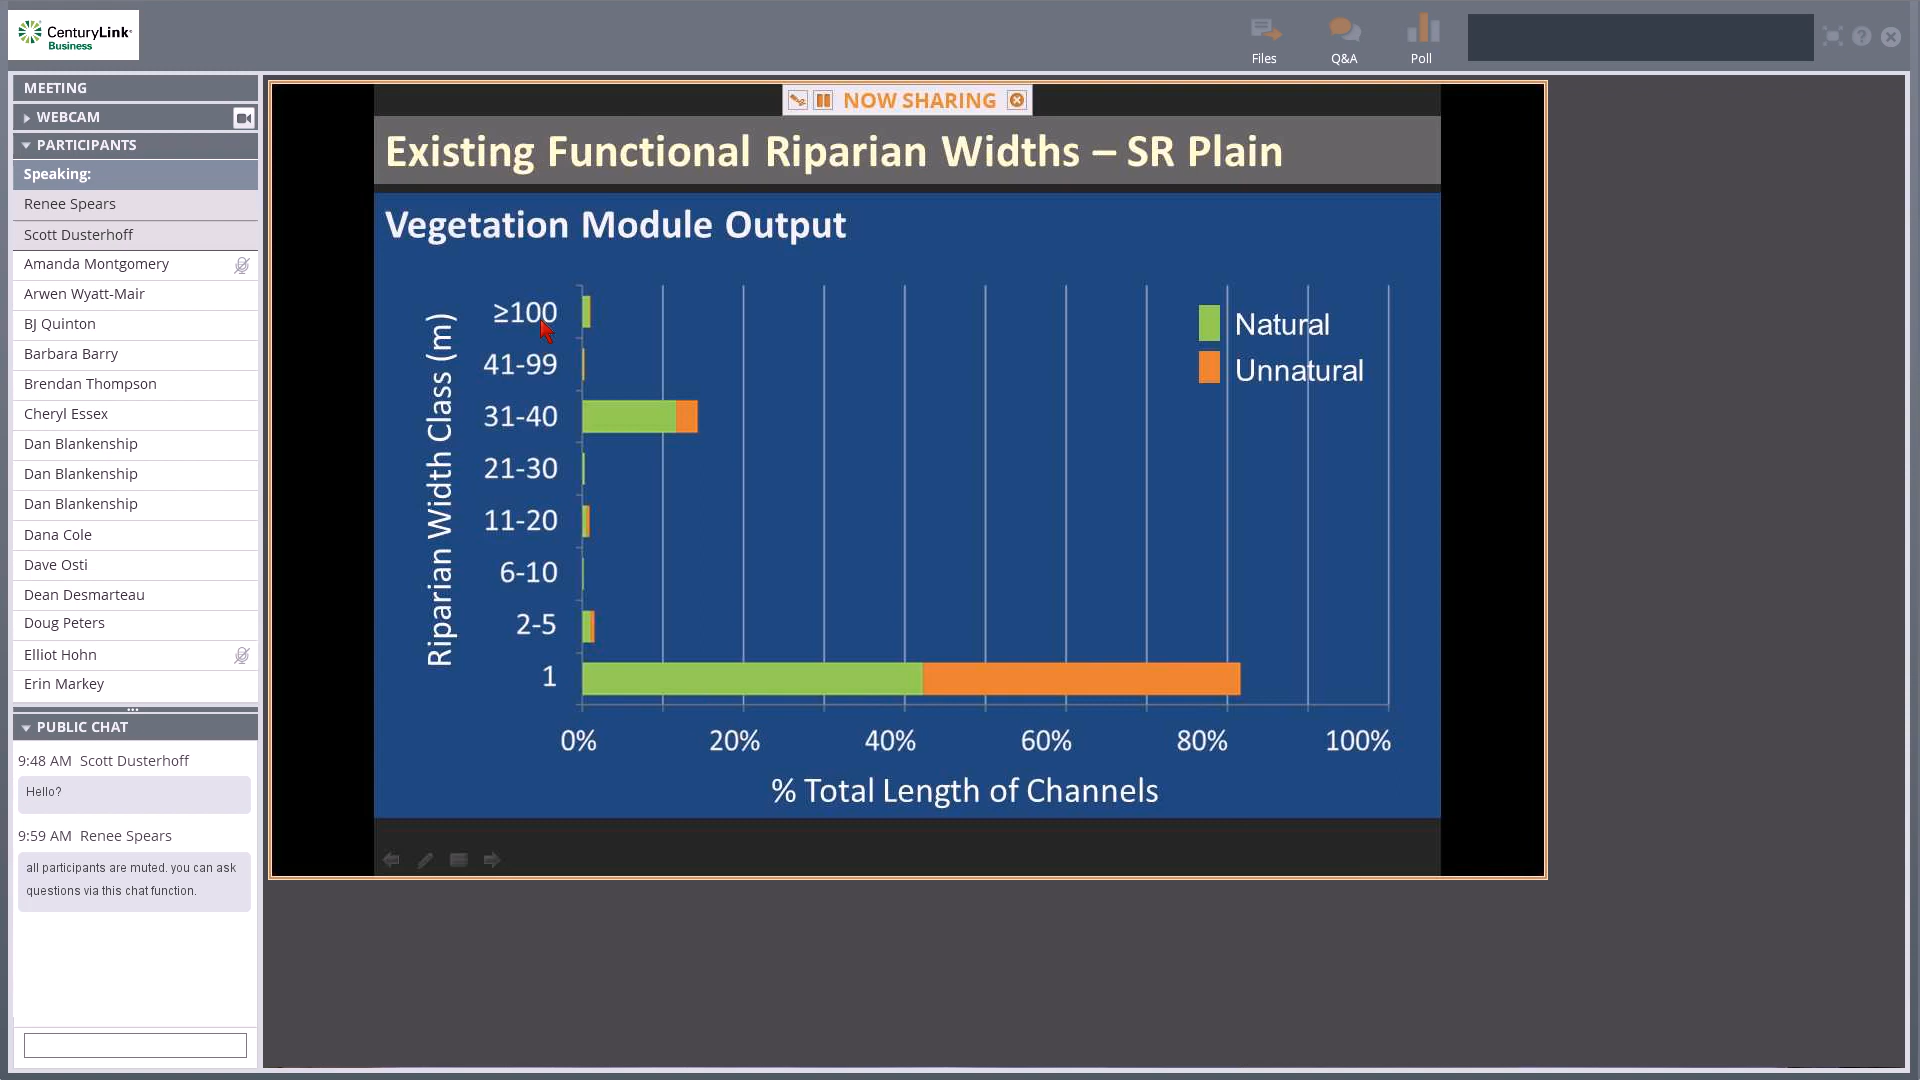 CenturyLink
Business
Files
Q&A
Poll
MEETING
WEBCAM
PARTICIPANTS
Speaking:
Renee Spears
Scott Dusterhoff
Amanda Montgomery
Arwen Wyatt-Mair
BJ Quinton
Barbara Barry
Brendan Thompson
Cheryl Essex
Dan Blankenship
Dan Blankenship
Dan Blankenship
Dana Cole
Dave Osti
Dean Desmarteau
Doug Peters
Elliot Hohn
Erin Markey
PUBLIC CHAT
9:48 AM Scott Dusterhoff
Hello?
9:59 AM Renee Spears
all participants are muted. you can ask
questions via this chat function.
NOW SHARING
Existing Functional Riparian Widths – SR Plain
Vegetation Module Output
Riparian Width Class (m)
≥100
41-99
31-40
21-30
11-20
6-10
2-5
1
Natural
Unnatural
0% 20% 40% 60% 80% 100%
% Total Length of Channels